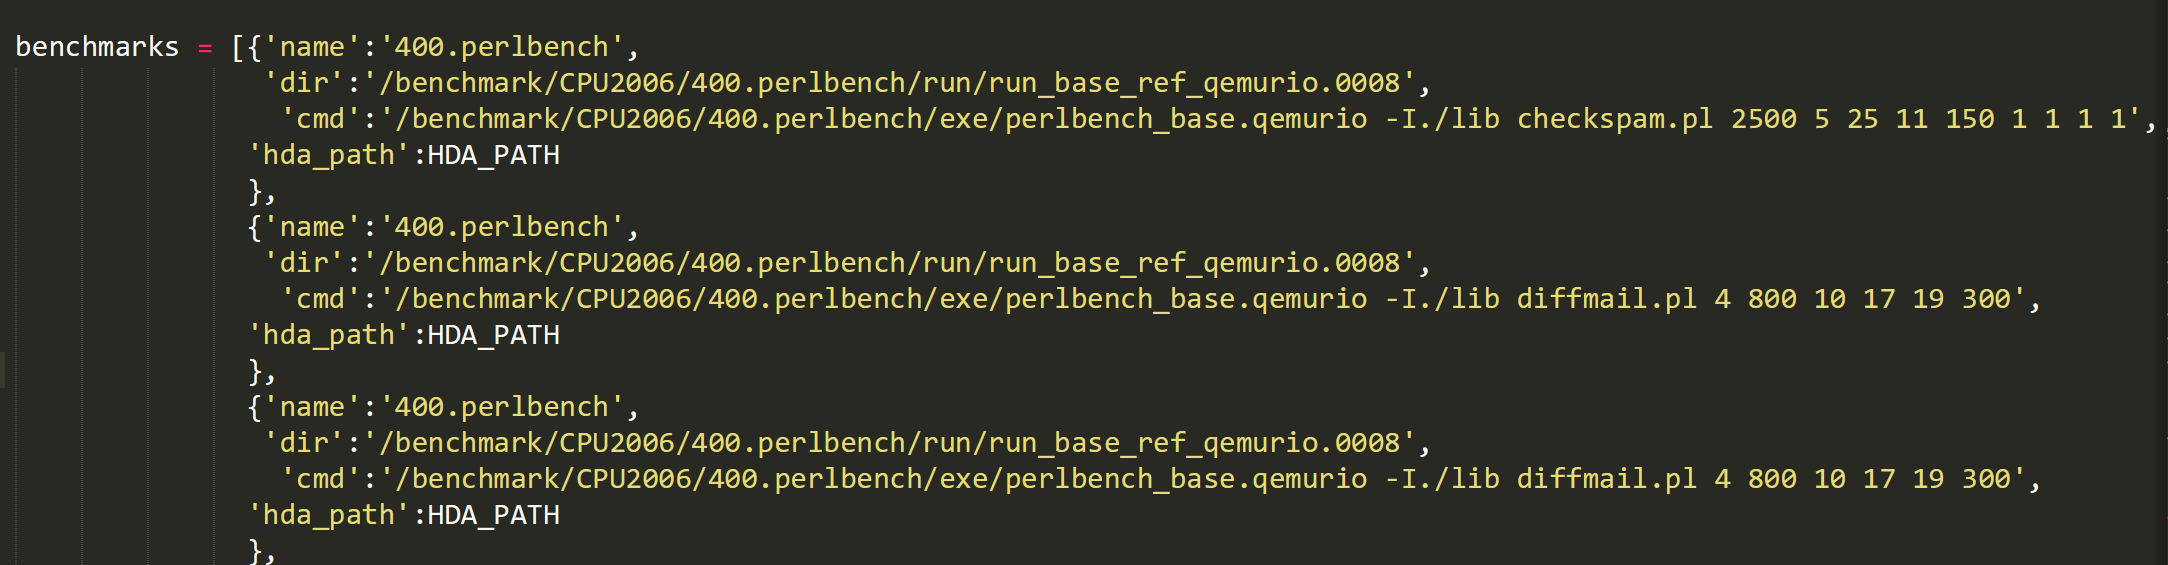 benchmarks = [{'name':'400.perlbench',
'dir':'/benchmark/CPU2006/400.perlbench/run/run_base_ref_qemurio.0008',
'cmd':'/benchmark/CPU2006/400.perlbench/exe/perlbench_base.qemurio -I./lib checkspam.pl 2500 5 25 11 150 1 1 1 1',
'hda_path':HDA_PATH
},
{'name':'400.perlbench',
'dir':'/benchmark/CPU2006/400.perlbench/run/run_base_ref_qemurio.0008',
'cmd':'/benchmark/CPU2006/400.perlbench/exe/perlbench_base.qemurio -I./lib diffmail.pl 4 800 10 17 19 300',
'hda_path':HDA_PATH
},
{'name':'400.perlbench',
'dir':'/benchmark/CPU2006/400.perlbench/run/run_base_ref_qemurio.0008',
'cmd':'/benchmark/CPU2006/400.perlbench/exe/perlbench_base.qemurio -I./lib diffmail.pl 4 800 10 17 19 300',
'hda_path':HDA_PATH
},